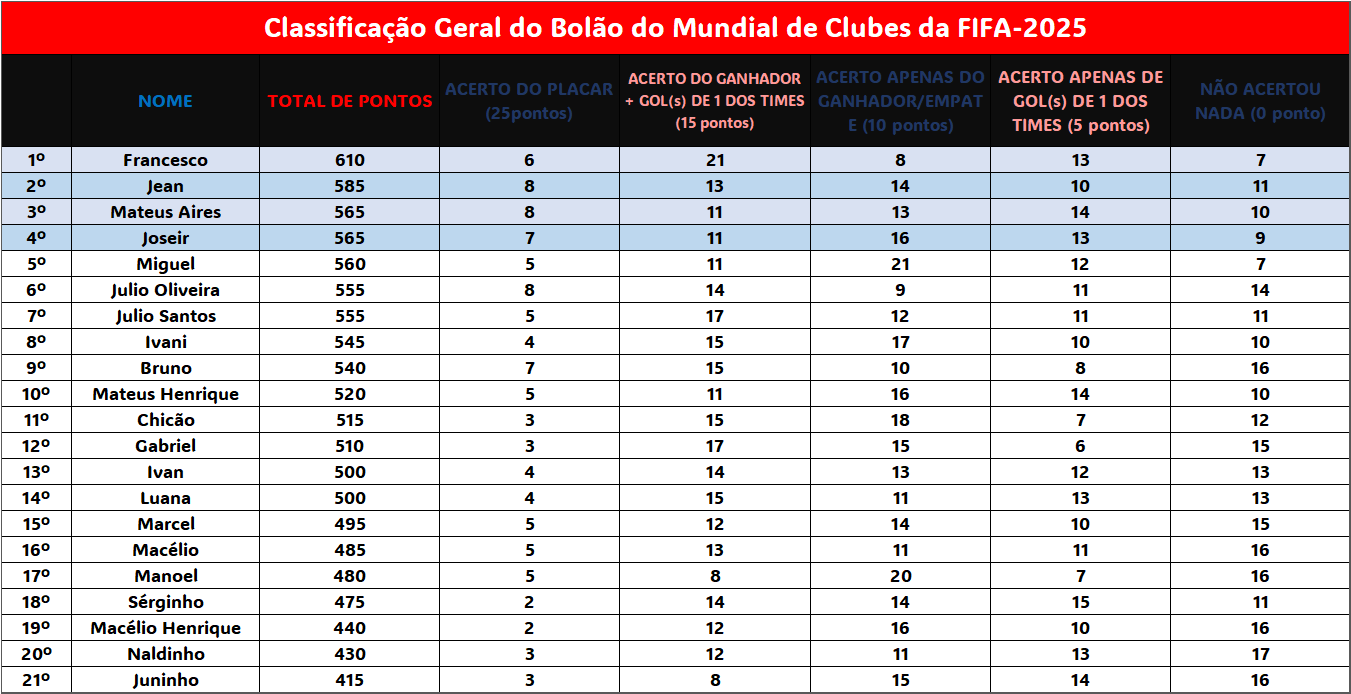 Classificação Geral do Bolão do Mundial de Clubes da FIFA-2025
NOME TOTAL DE PONTOS ACERTO DO PLACAR (25pontos) ACERTO DO GANHADOR + GOL(s) DE 1 DOS TIMES (15 pontos) ACERTO APENAS DO GANHADOR/EMPATE (10 pontos) ACERTO APENAS DE GOL(s) DE 1 DOS TIMES (5 pontos) NÃO ACERTOU NADA (0 ponto)
1º Francesco 610 6 21 8 13 7
2º Jean 585 8 13 14 10 11
3º Mateus Aires 565 8 11 13 14 10
4º Joseir 565 7 11 16 13 9
5º Miguel 560 5 11 21 12 7
6º Julio Oliveira 555 8 14 9 11 14
7º Julio Santos 555 5 17 12 11 11
8º Ivani 545 4 15 17 10 10
9º Bruno 540 7 15 10 8 16
10º Mateus Henrique 520 5 11 16 14 10
11º Chicão 515 3 15 18 7 12
12º Gabriel 510 3 17 15 6 15
13º Ivan 500 4 14 13 12 13
14º Luana 500 4 15 11 13 13
15º Marcel 495 5 12 14 10 15
16º Macélio 485 5 13 11 11 16
17º Manoel 480 5 8 20 7 16
18º Sérginho 475 2 14 14 15 11
19º Macélio Henrique 440 2 12 16 10 16
20º Naldinho 430 3 12 11 13 17
21º Juninho 415 3 8 15 14 16